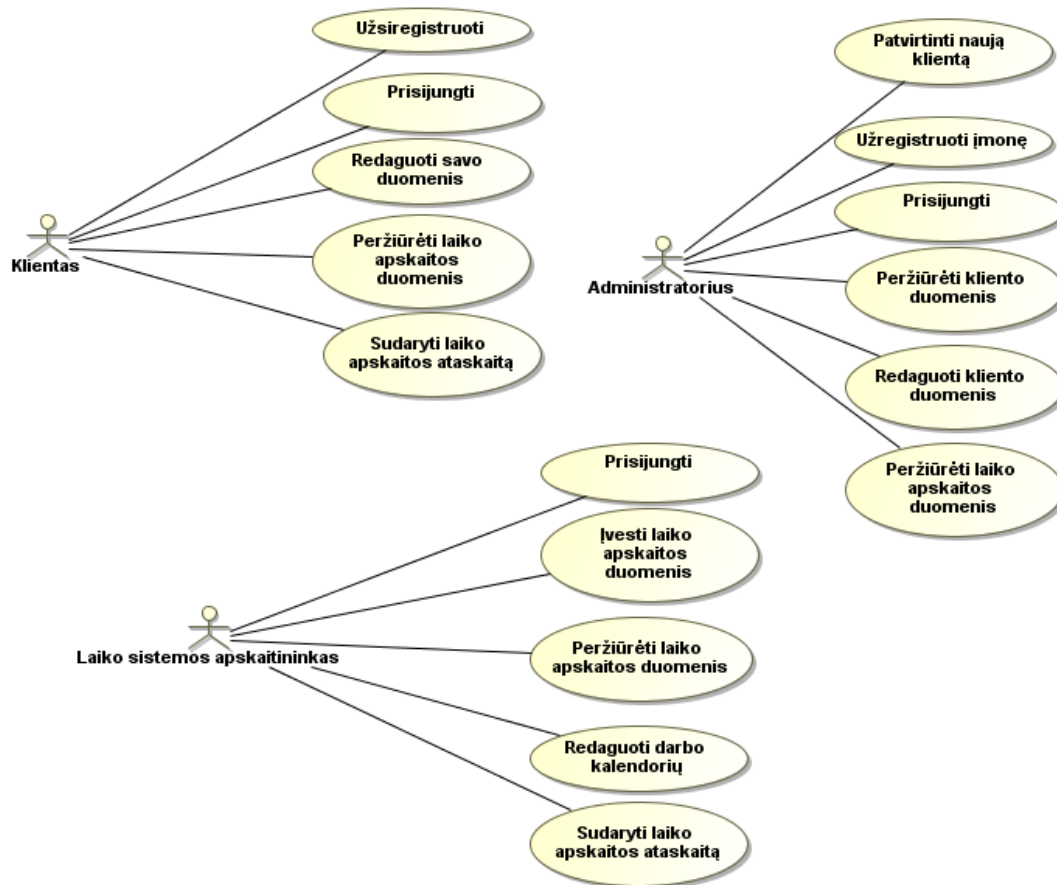 Užsiregistruoti
Prisijungti
Redaguoti savo
duomenis
Peržiūrėti laiko
apskaitos
duomenis
Sudaryti laiko
apskaitos ataskaitą
Klientas
Patvirtinti naują
klientą
Užregistruoti įmonę
Prisijungti
Peržiūrėti kliento
duomenis
Redaguoti kliento
duomenis
Peržiūrėti laiko
apskaitos
duomenis
Administratorius
Prisijungti
Įvesti laiko
apskaitos
duomenis
Peržiūrėti laiko
apskaitos duomenis
Redaguoti darbo
kalendorių
Sudaryti laiko
apskaitos ataskaitą
Laiko sistemos apskaitininkas